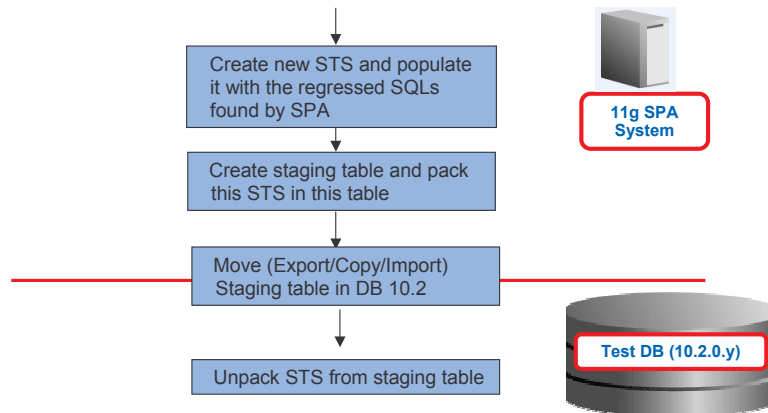 Create new STS and populate
it with the regressed SQLs
found by SPA
11g SPA
System
Create staging table and pack
this STS in this table
Move (Export/Copy/Import)
Staging table in DB 10.2
Test DB (10.2.0.y)
Unpack STS from staging table